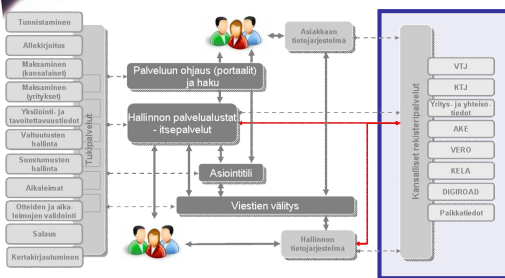 Tunnistaminen
Allekirjoitus
Maksaminen
(kansalaiset)
Maksaminen
(yritykset)
Yksilöinti- ja
tavoitettavuustiedot
Valtuutusten
hallinta
Suostumusten
hallinta
Aikaleimat
Otteiden ja aika-
leimojen validointi
Salaus
Kertakirjautuminen
Tukipalvelut
Asiakkaan
tietojärjestelmä
Palveluun ohjaus (portaalit)
ja haku
Hallinnon palvelualustat
- itsepalvelut
Asiointitili
Viestien välitys
Hallinnon
tietojärjestelmä
Kansalliset rekisteripalvelut
VTJ
KTJ
Yritys- ja yhteisö-
tiedot
AKE
VERO
KELA
DIGIROAD
Paikkatiedot